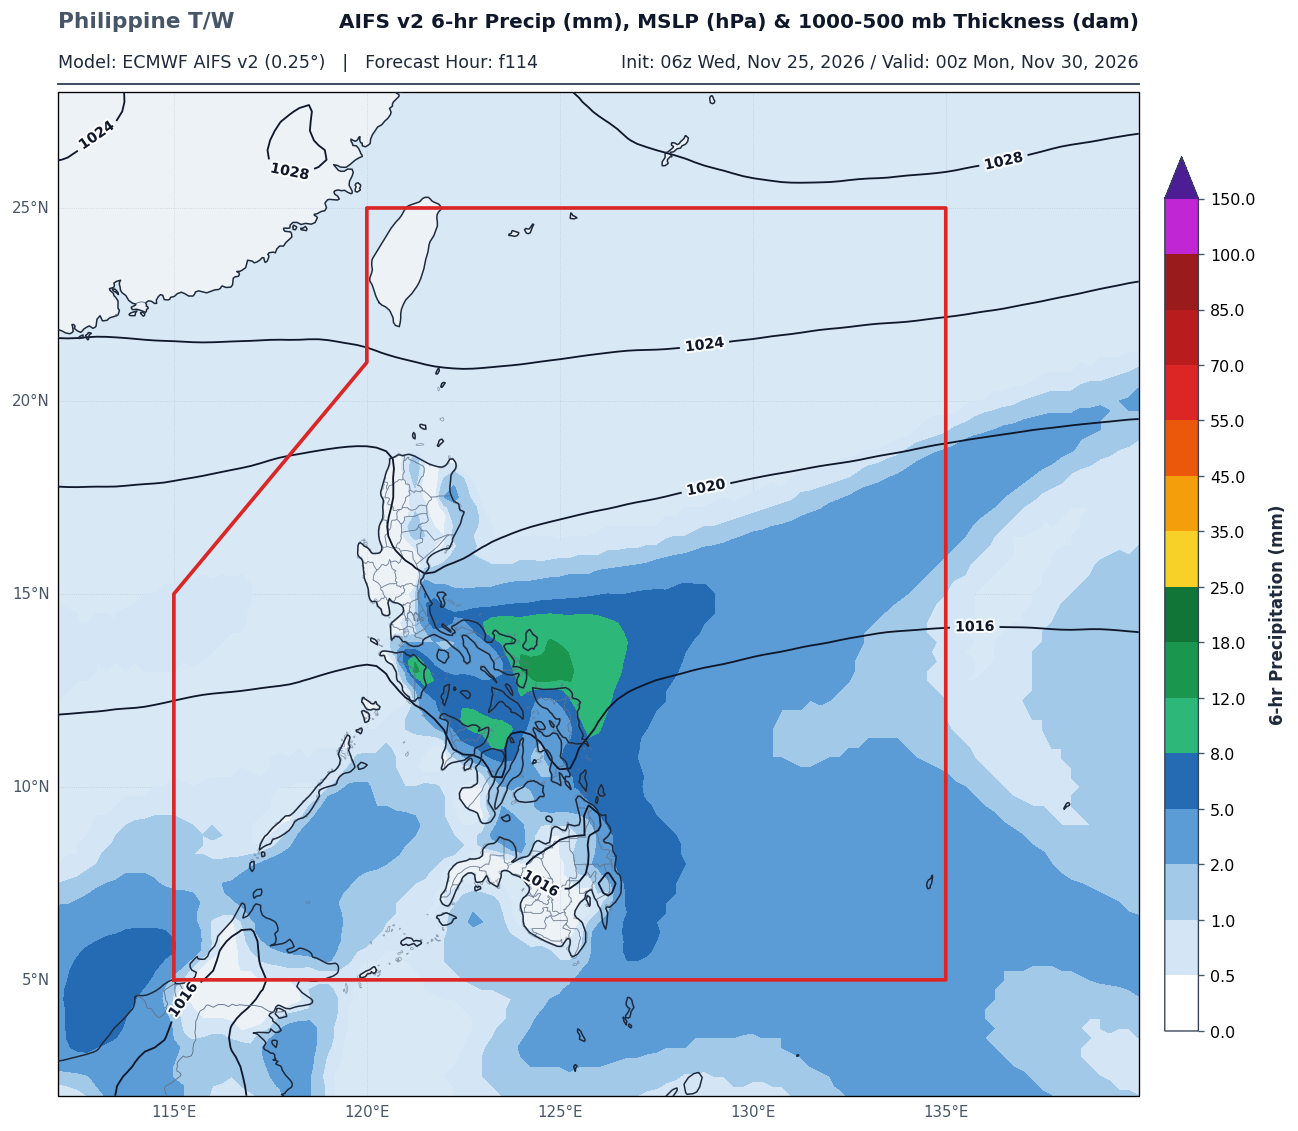 Philippine T/W
AIFS v2 6-hr Precip (mm), MSLP (hPa) & 1000-500 mb Thickness (dam)
Model: ECMWF AIFS v2 (0.25°) | Forecast Hour: f114
Init: 06z Wed, Nov 25, 2026 / Valid: 00z Mon, Nov 30, 2026
1024
1028
1028
25°N
1024
20°N
1020
15°N
1016
10°N
1016
5°N
1016
115°E
120°E
125°E
130°E
135°E
150.0
100.0
85.0
70.0
55.0
45.0
35.0
25.0
18.0
12.0
8.0
5.0
2.0
1.0
0.5
0.0
6-hr Precipitation (mm)